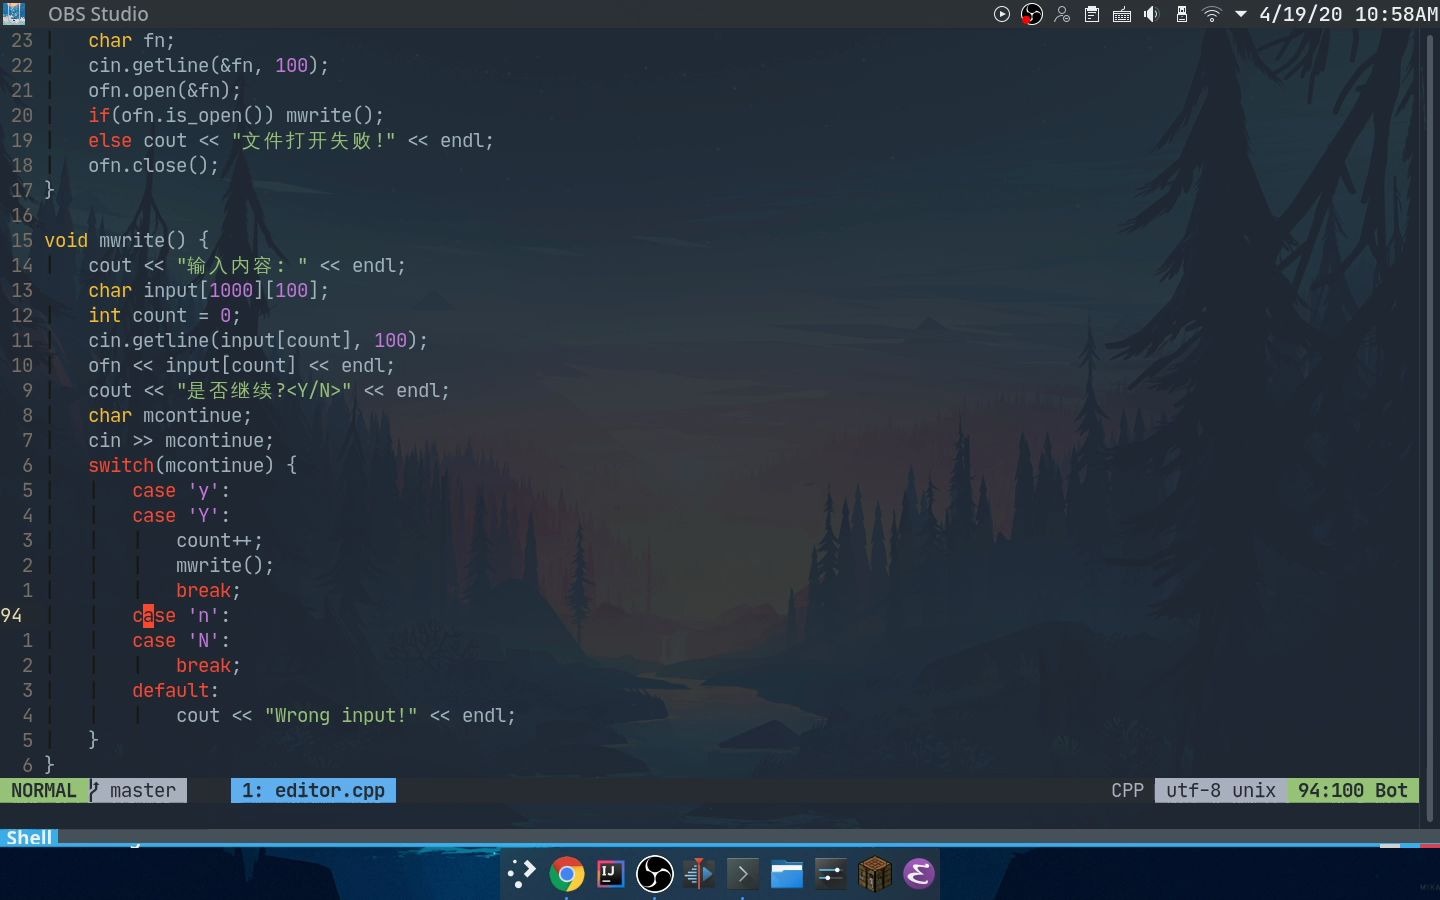 OBS Studio 4/19/20 10:58AM
23 char fn;
22 cin.getline(&fn, 100);
21 ofn.open(&fn);
20 if(ofn.is_open()) mwrite();
19 else cout << "文件打开失败!" << endl;
18 ofn.close();
17 }
16
15 void mwrite() {
14 cout << "输入内容: " << endl;
13 char input[1000][100];
12 int count = 0;
11 cin.getline(input[count], 100);
10 ofn << input[count] << endl;
9 cout << "是否继续?<Y/N>" << endl;
8 char mcontinue;
7 cin >> mcontinue;
6 switch(mcontinue) {
5 case 'y':
4 case 'Y':
3 count++;
2 mwrite();
1 break;
94 case 'n':
1 case 'N':
2 break;
3 default:
4 cout << "Wrong input!" << endl;
5 }
6 }
NORMAL master 1: editor.cpp CPP utf-8 unix 94:100 Bot
Shell
IJ